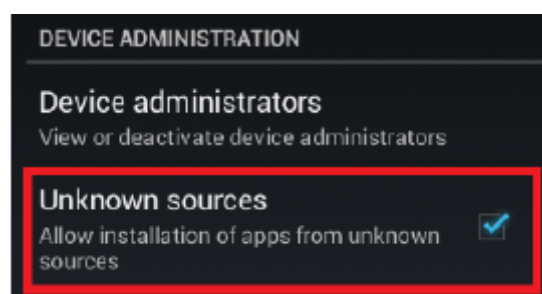 DEVICE ADMINISTRATION
Device administrators
View or deactivate device administrators
Unknown sources
Allow installation of apps from unknown
sources